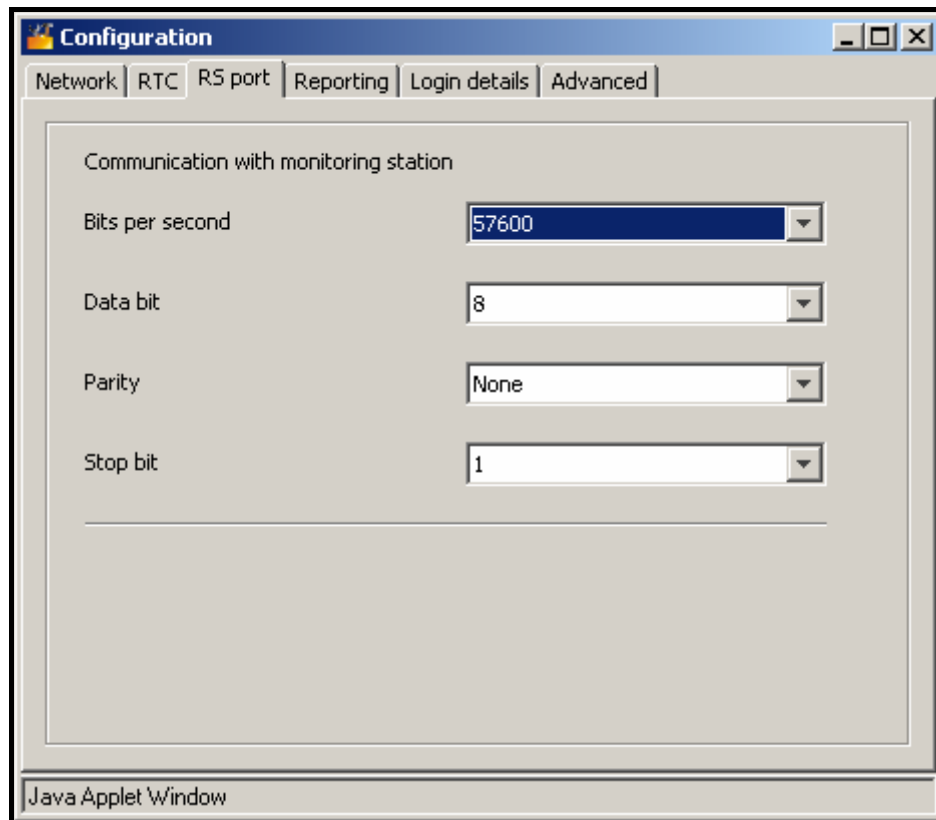 Configuration
Network RTC RS port Reporting Login details Advanced
Communication with monitoring station
Bits per second 57600
Data bit 8
Parity None
Stop bit 1
Java Applet Window